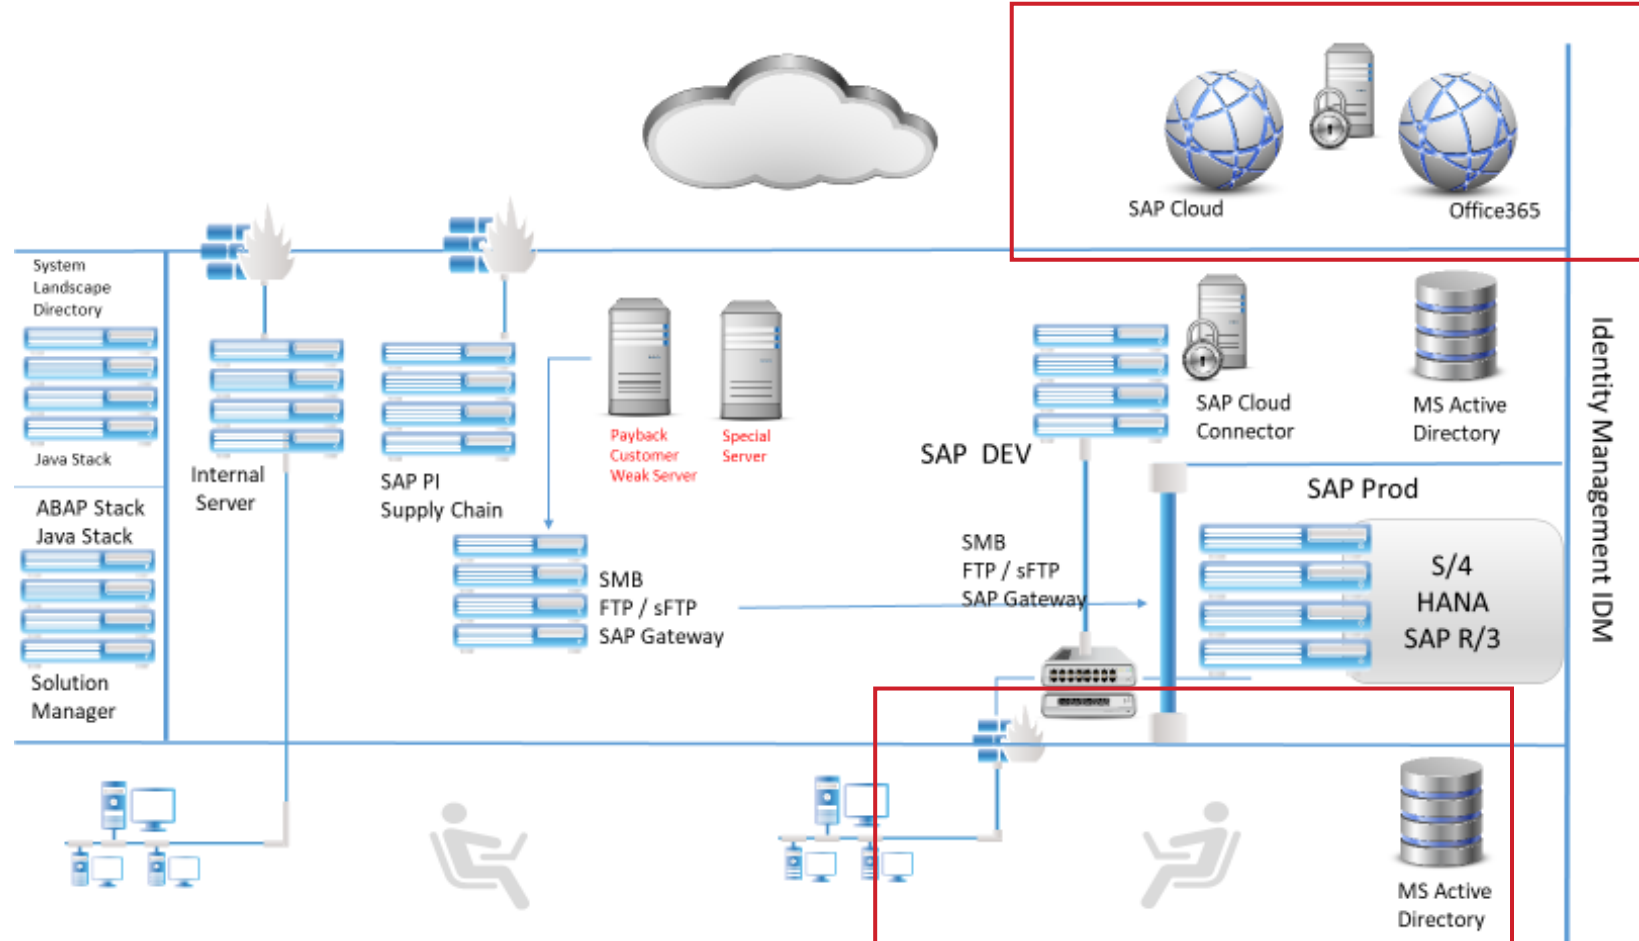 SAP Cloud
Office365
System
Landscape
Directory
Java Stack
ABAP Stack
Java Stack
Solution
Manager
Internal
Server
SAP PI
Supply Chain
Payback
Customer
Weak Server
Special
Server
SMB
FTP / sFTP
SAP Gateway
SAP DEV
SMB
FTP / sFTP
SAP Gateway
SAP Cloud
Connector
MS Active
Directory
SAP Prod
S/4
HANA
SAP R/3
Identity Management IDM
MS Active
Directory